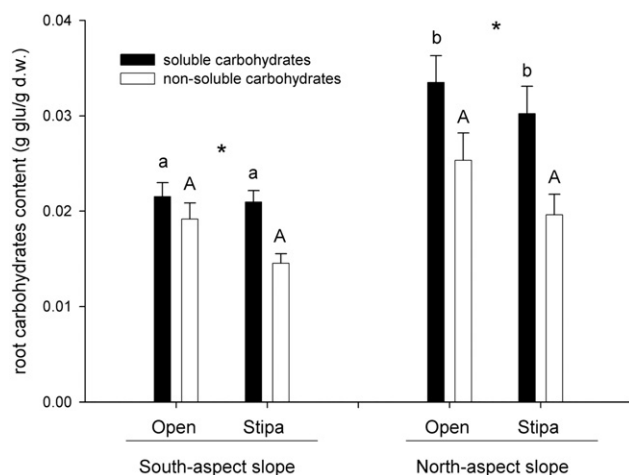 root carbohydrates content (g glu/g d.w.)
0.04
0.03
0.02
0.01
0.00
soluble carbohydrates
non-soluble carbohydrates
a
A
*
a
A
b
A
*
b
A
Open
Stipa
Open
Stipa
South-aspect slope
North-aspect slope